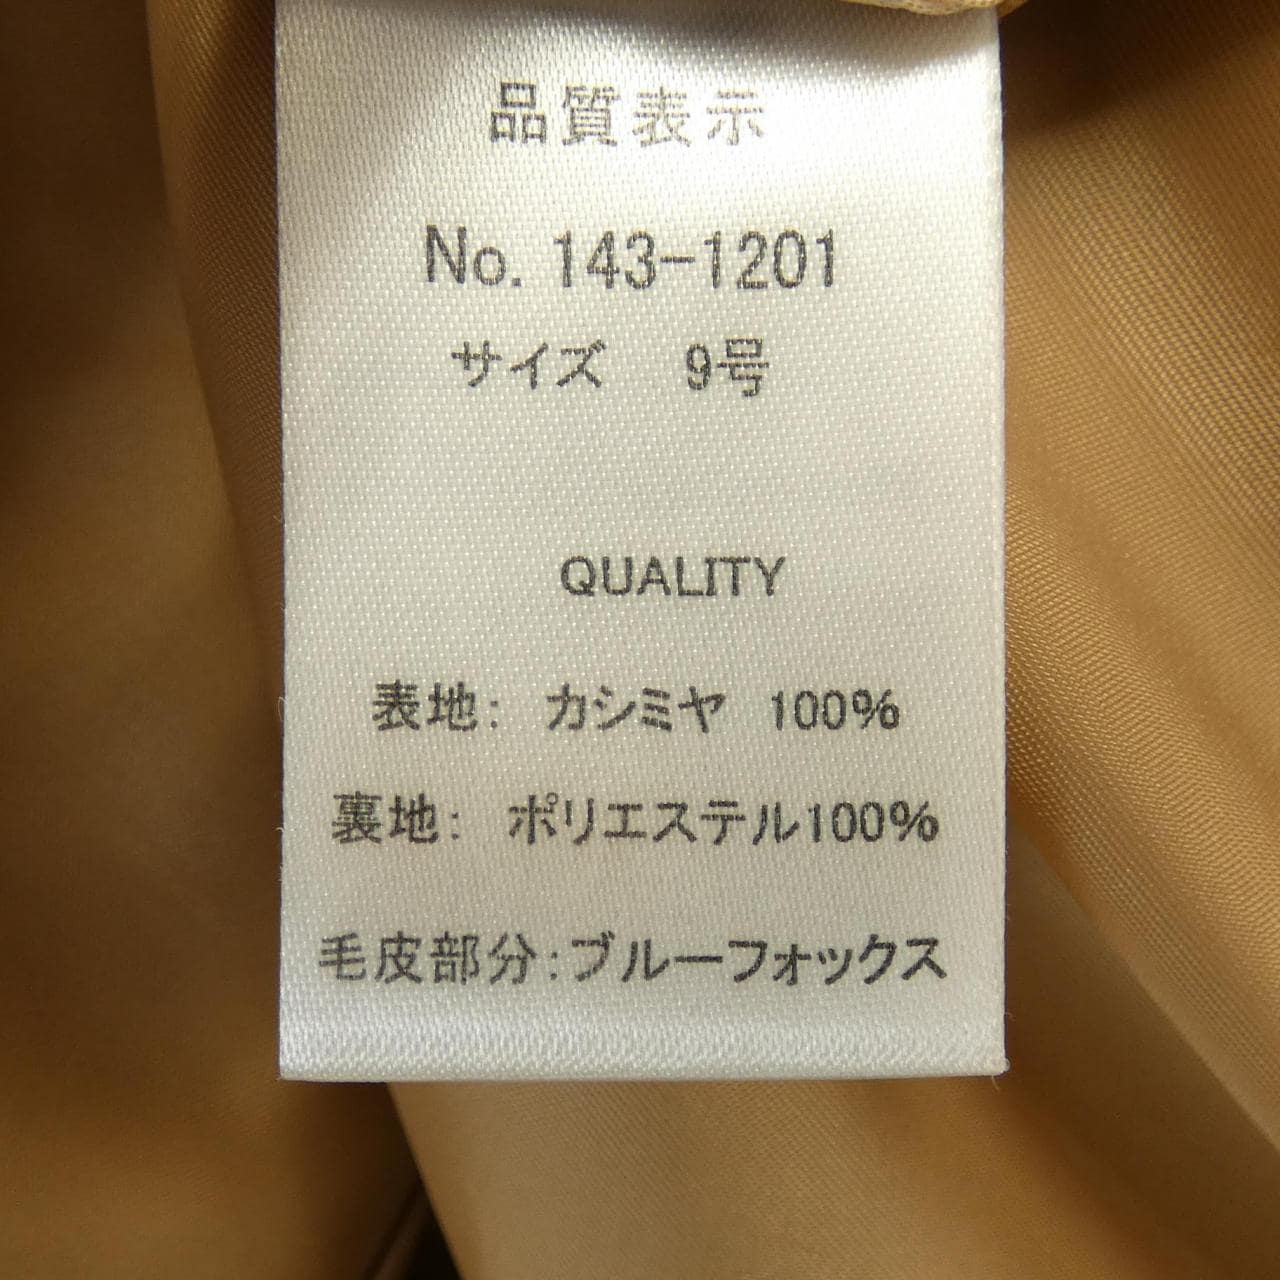 品質表示
No. 143-1201
サイズ 9号
QUALITY
表地: カシミヤ 100%
裏地: ポリエステル100%
毛皮部分:ブルーフォックス